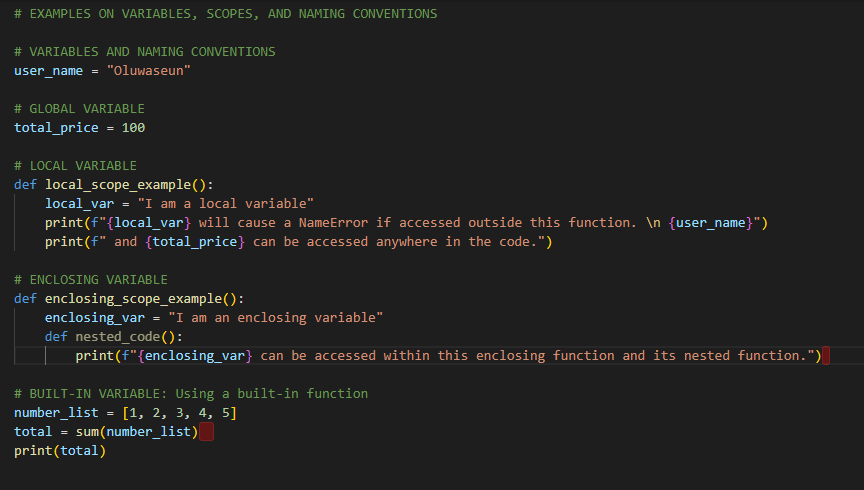 # EXAMPLES ON VARIABLES, SCOPES, AND NAMING CONVENTIONS

# VARIABLES AND NAMING CONVENTIONS
user_name = "Oluwaseun"

# GLOBAL VARIABLE
total_price = 100

# LOCAL VARIABLE
def local_scope_example():
    local_var = "I am a local variable"
    print(f"{local_var} will cause a NameError if accessed outside this function. \n {user_name}")
    print(f" and {total_price} can be accessed anywhere in the code.")

# ENCLOSING VARIABLE
def enclosing_scope_example():
    enclosing_var = "I am an enclosing variable"
    def nested_code():
        print(f"{enclosing_var} can be accessed within this enclosing function and its nested function.")

# BUILT-IN VARIABLE: Using a built-in function
number_list = [1, 2, 3, 4, 5]
total = sum(number_list)
print(total)